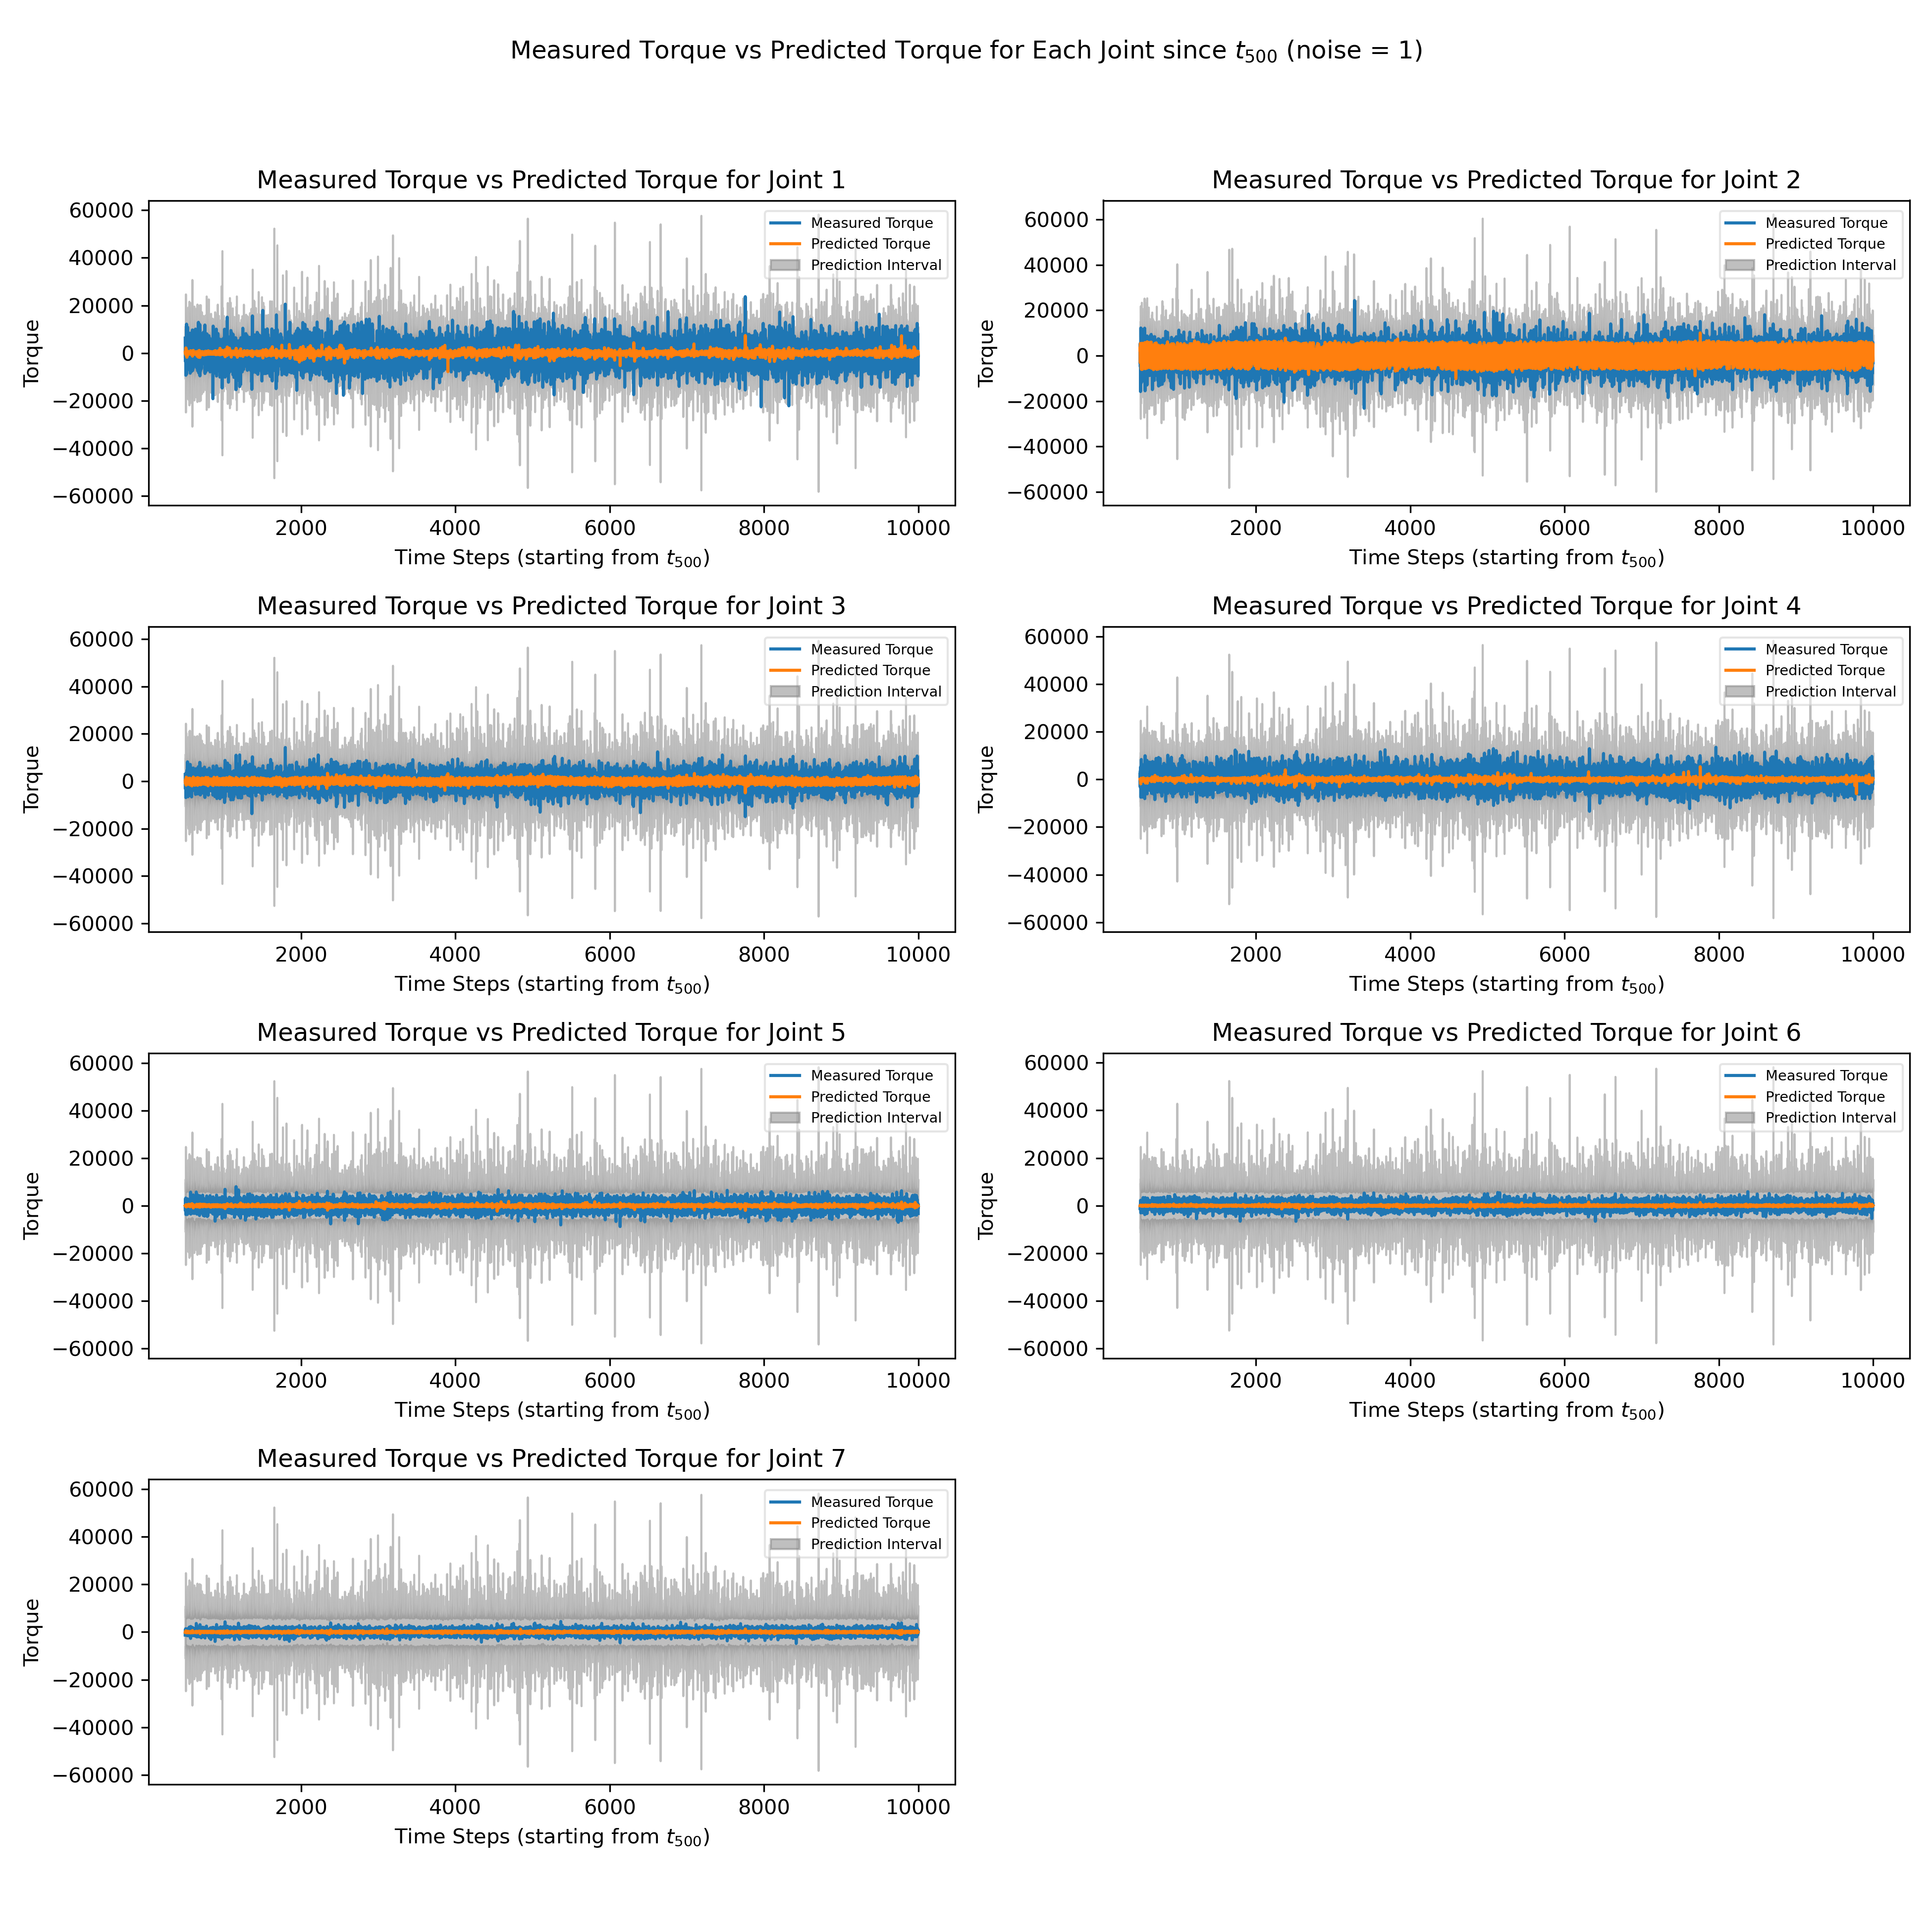 Measured Torque vs Predicted Torque for Each Joint since t₅₀₀ (noise = 1)
Measured Torque vs Predicted Torque for Joint 1
60000
40000
20000
0
−20000
−40000
−60000
Torque
Measured Torque
Predicted Torque
Prediction Interval
2000 4000 6000 8000 10000
Time Steps (starting from t₅₀₀)
Measured Torque vs Predicted Torque for Joint 2
60000
40000
20000
0
−20000
−40000
−60000
Torque
Measured Torque
Predicted Torque
Prediction Interval
2000 4000 6000 8000 10000
Time Steps (starting from t₅₀₀)
Measured Torque vs Predicted Torque for Joint 3
60000
40000
20000
0
−20000
−40000
−60000
Torque
Measured Torque
Predicted Torque
Prediction Interval
2000 4000 6000 8000 10000
Time Steps (starting from t₅₀₀)
Measured Torque vs Predicted Torque for Joint 4
60000
40000
20000
0
−20000
−40000
−60000
Torque
Measured Torque
Predicted Torque
Prediction Interval
2000 4000 6000 8000 10000
Time Steps (starting from t₅₀₀)
Measured Torque vs Predicted Torque for Joint 5
60000
40000
20000
0
−20000
−40000
−60000
Torque
Measured Torque
Predicted Torque
Prediction Interval
2000 4000 6000 8000 10000
Time Steps (starting from t₅₀₀)
Measured Torque vs Predicted Torque for Joint 6
60000
40000
20000
0
−20000
−40000
−60000
Torque
Measured Torque
Predicted Torque
Prediction Interval
2000 4000 6000 8000 10000
Time Steps (starting from t₅₀₀)
Measured Torque vs Predicted Torque for Joint 7
60000
40000
20000
0
−20000
−40000
−60000
Torque
Measured Torque
Predicted Torque
Prediction Interval
2000 4000 6000 8000 10000
Time Steps (starting from t₅₀₀)